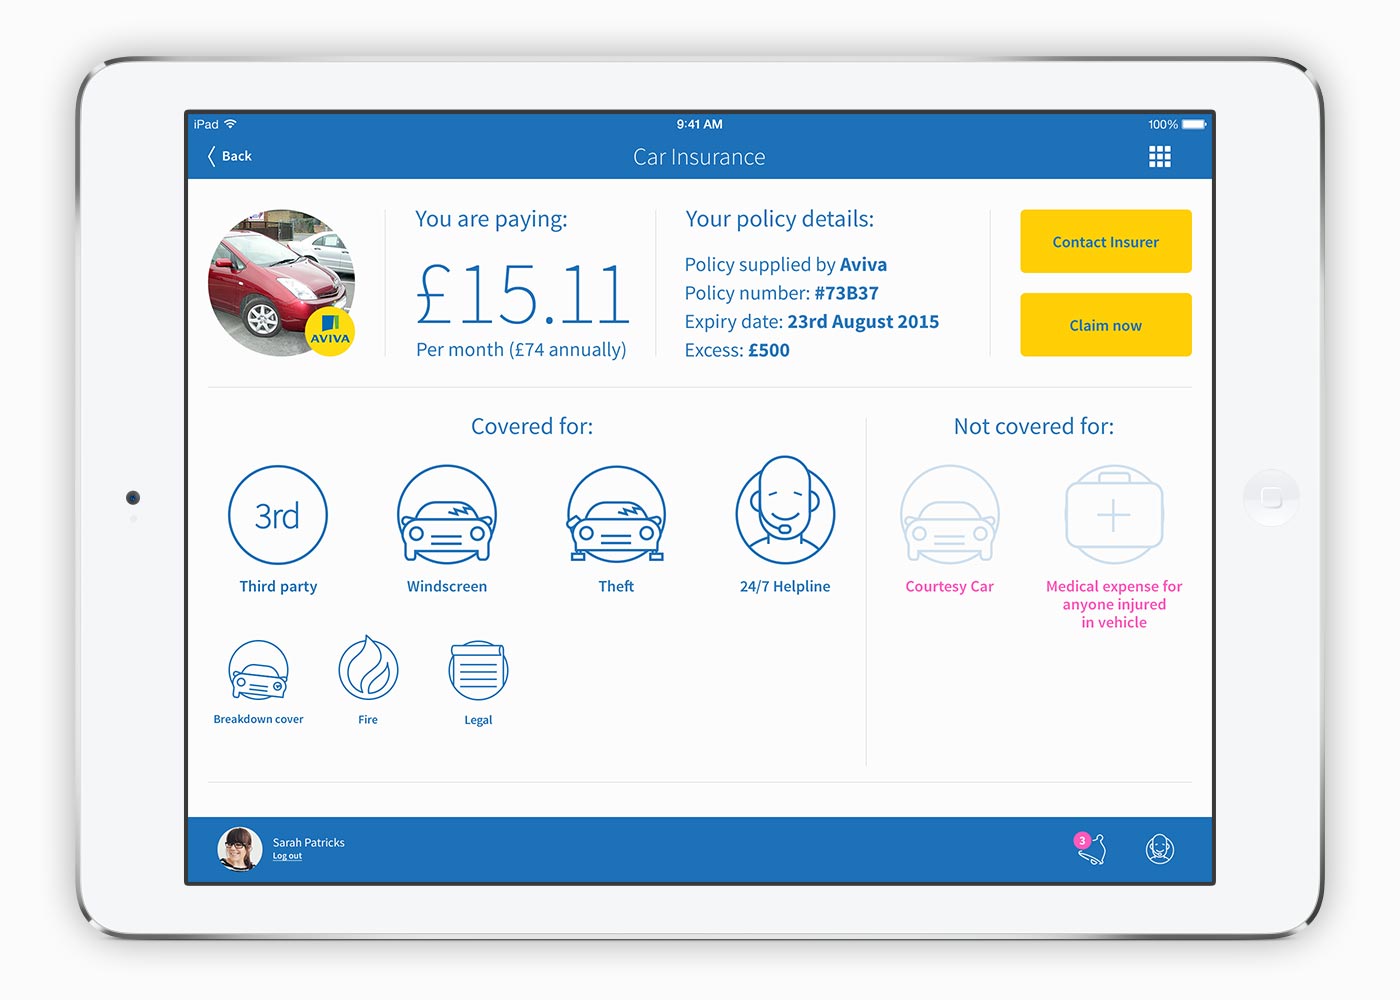 iPad
9:41 AM
100%
Back
Car Insurance
AVIVA
You are paying:
£15.11
Per month (£74 annually)
Your policy details:
Policy supplied by Aviva
Policy number: #73B37
Expiry date: 23rd August 2015
Excess: £500
Contact Insurer
Claim now
Covered for:
3rd
Third party
Windscreen
Theft
24/7 Helpline
Breakdown cover
Fire
Legal
Not covered for:
Courtesy Car
Medical expense for
anyone injured
in vehicle
Sarah Patricks
Log out
3